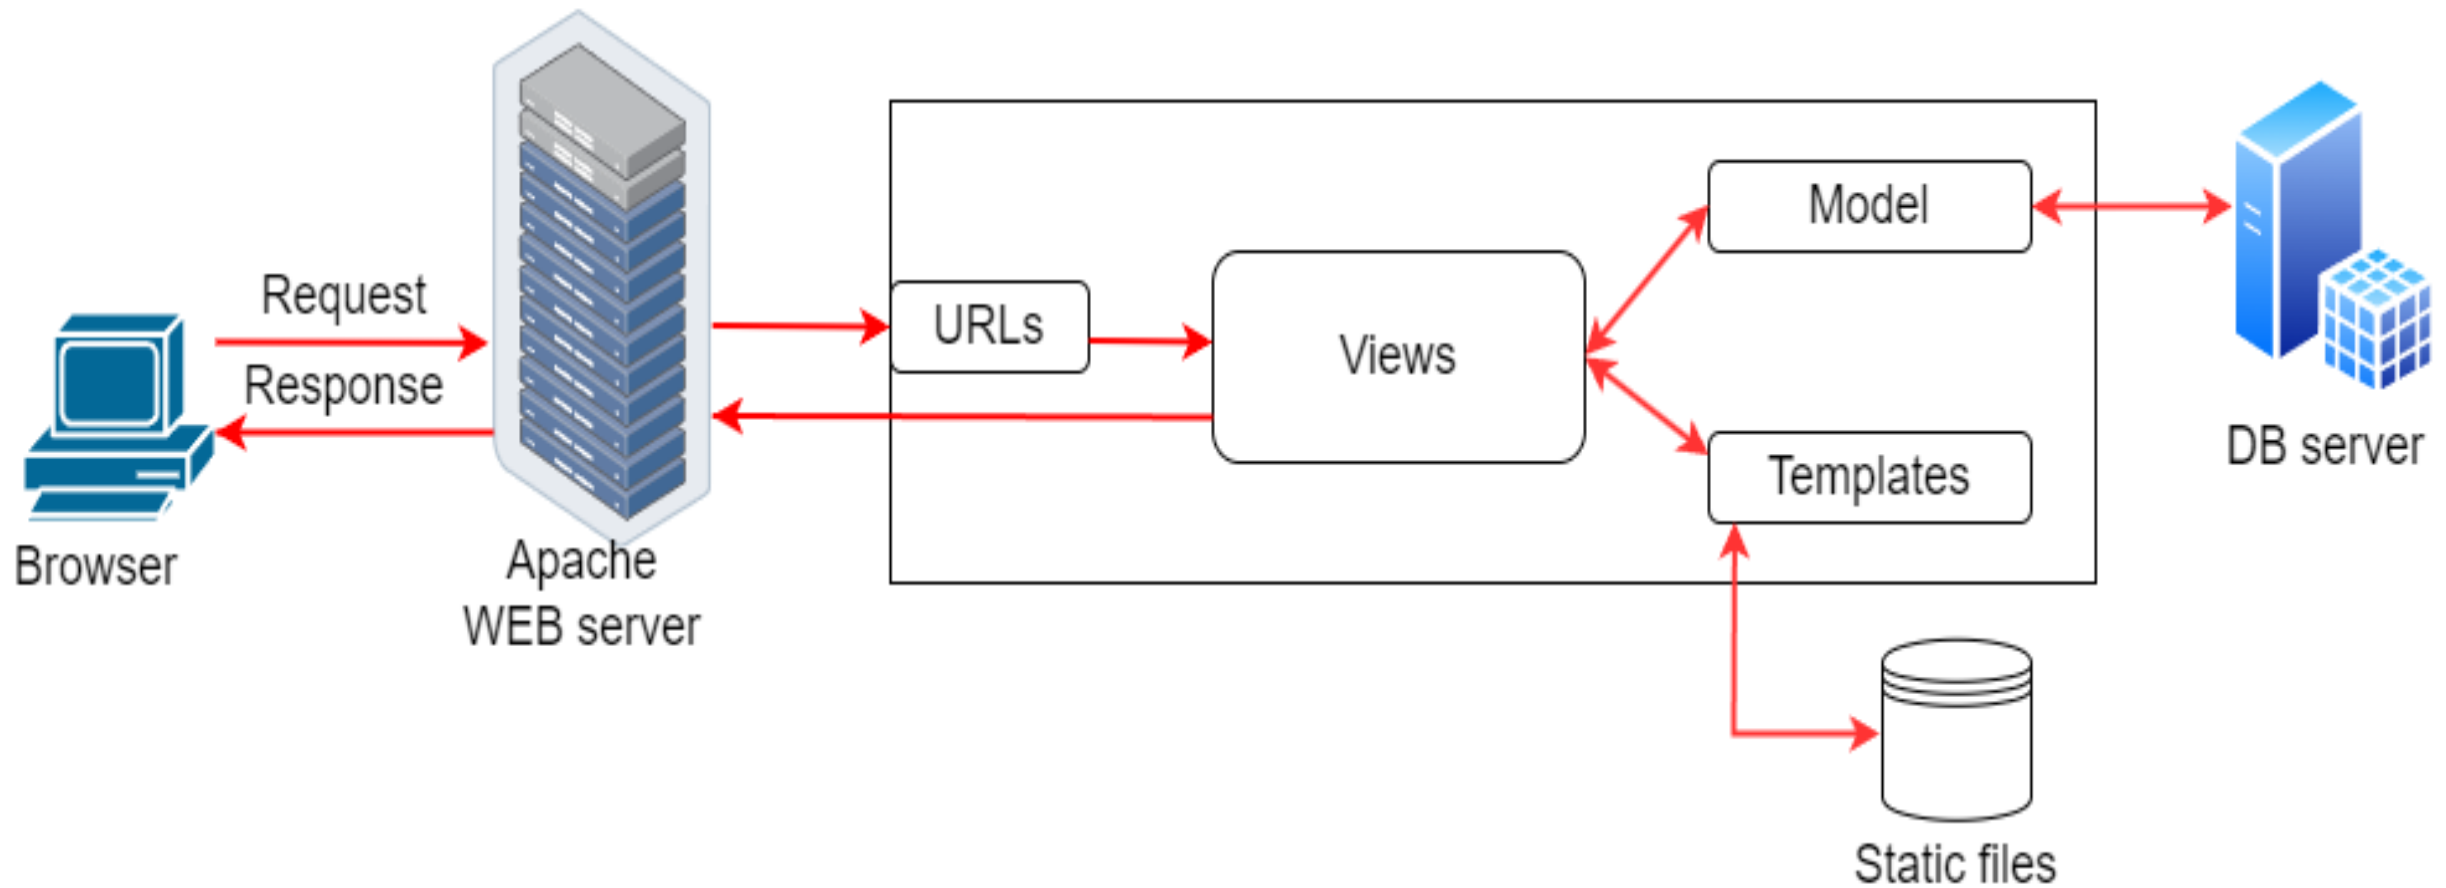 Request
Response
Browser
Apache
WEB server
URLs
Views
Model
Templates
DB server
Static files